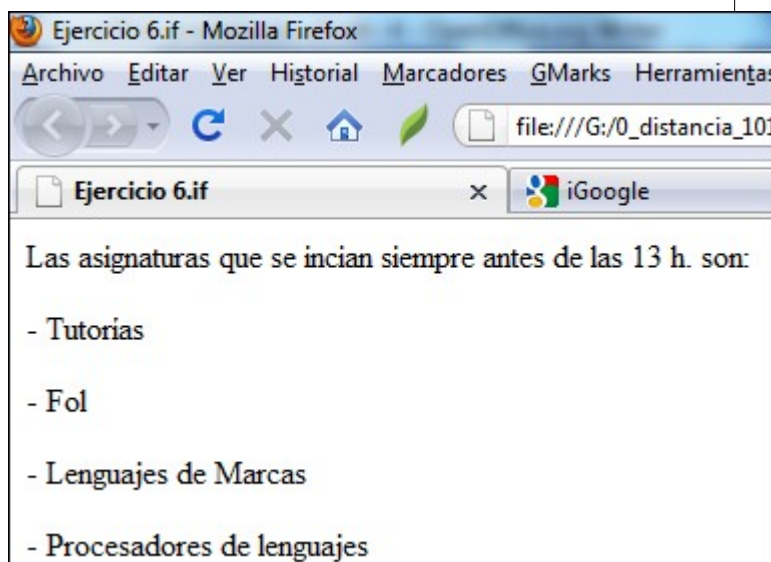 Ejercicio 6.if - Mozilla Firefox
Archivo Editar Ver Historial Marcadores GMarks Herramientas
file:///G:/0_distancia_101
Ejercicio 6.if × iGoogle
Las asignaturas que se incian siempre antes de las 13 h. son:
- Tutorías
- Fol
- Lenguajes de Marcas
- Procesadores de lenguajes